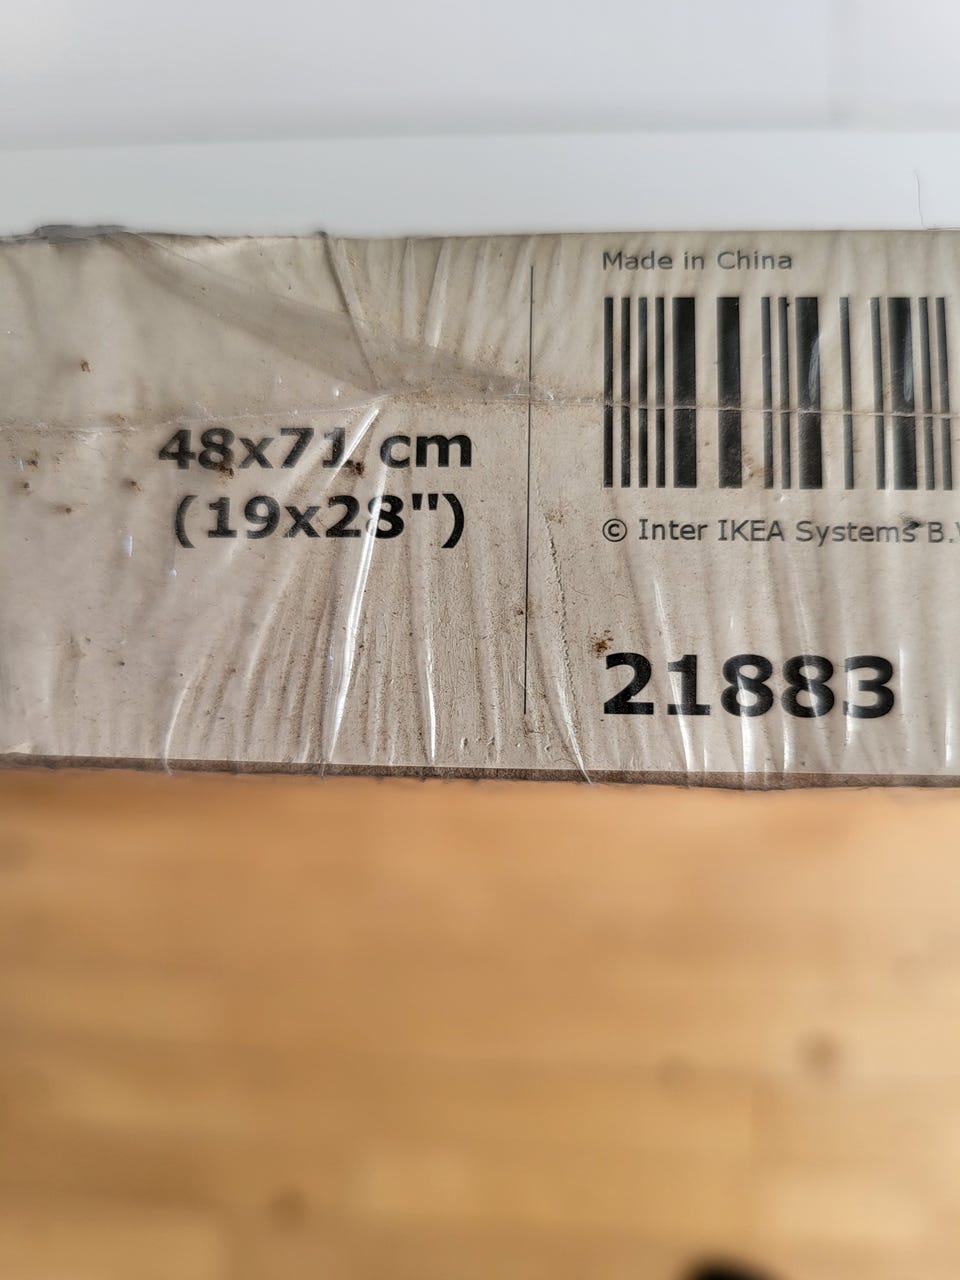 48x71 cm
(19x28")
Made in China
© Inter IKEA Systems B.V
21883